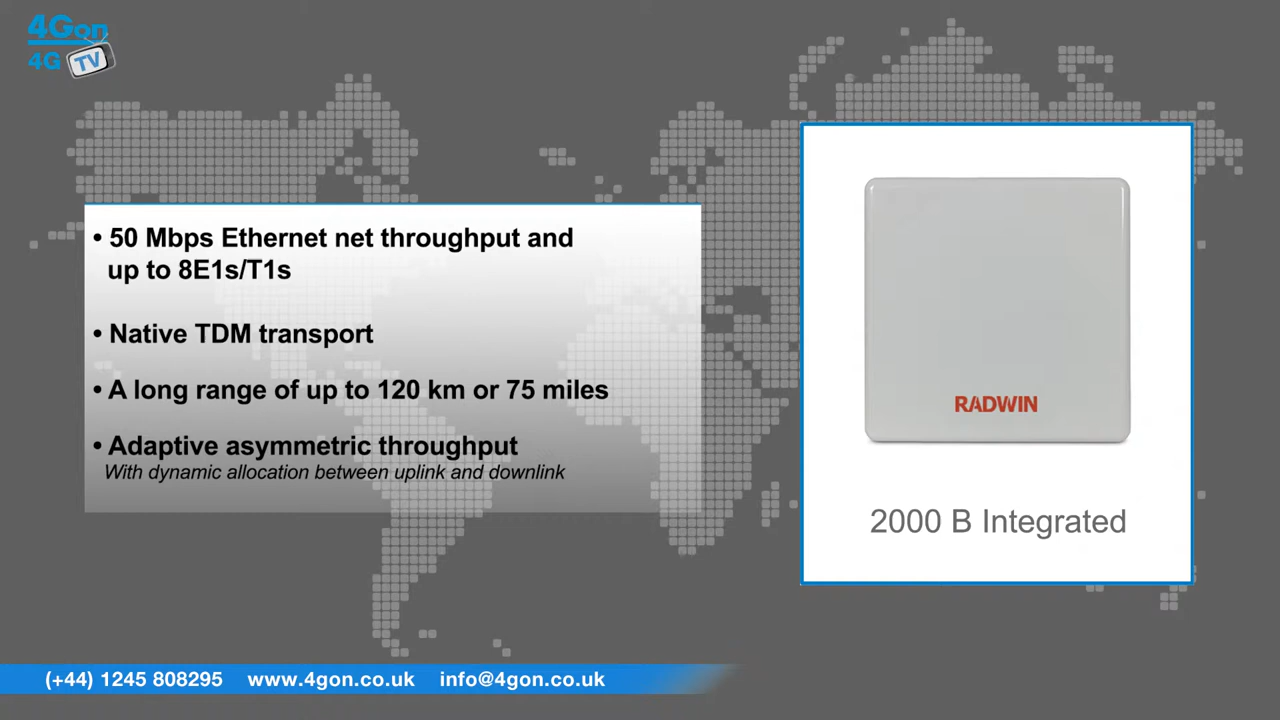 4Gon
4G TV
• 50 Mbps Ethernet net throughput and
up to 8E1s/T1s
• Native TDM transport
• A long range of up to 120 km or 75 miles
• Adaptive asymmetric throughput
With dynamic allocation between uplink and downlink
RADWIN
2000 B Integrated
(+44) 1245 808295 www.4gon.co.uk info@4gon.co.uk